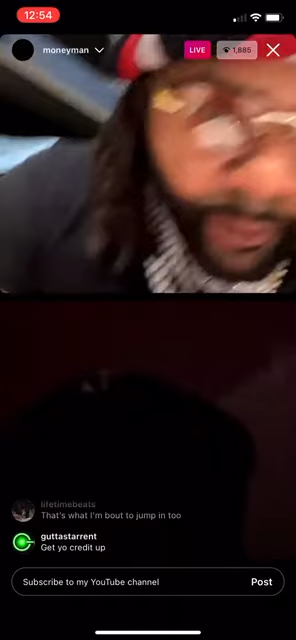 12:54
moneyman
LIVE
1,885
lifetimebeats
That's what I'm bout to jump in too
guttastarrent
Get yo credit up
Subscribe to my YouTube channel
Post